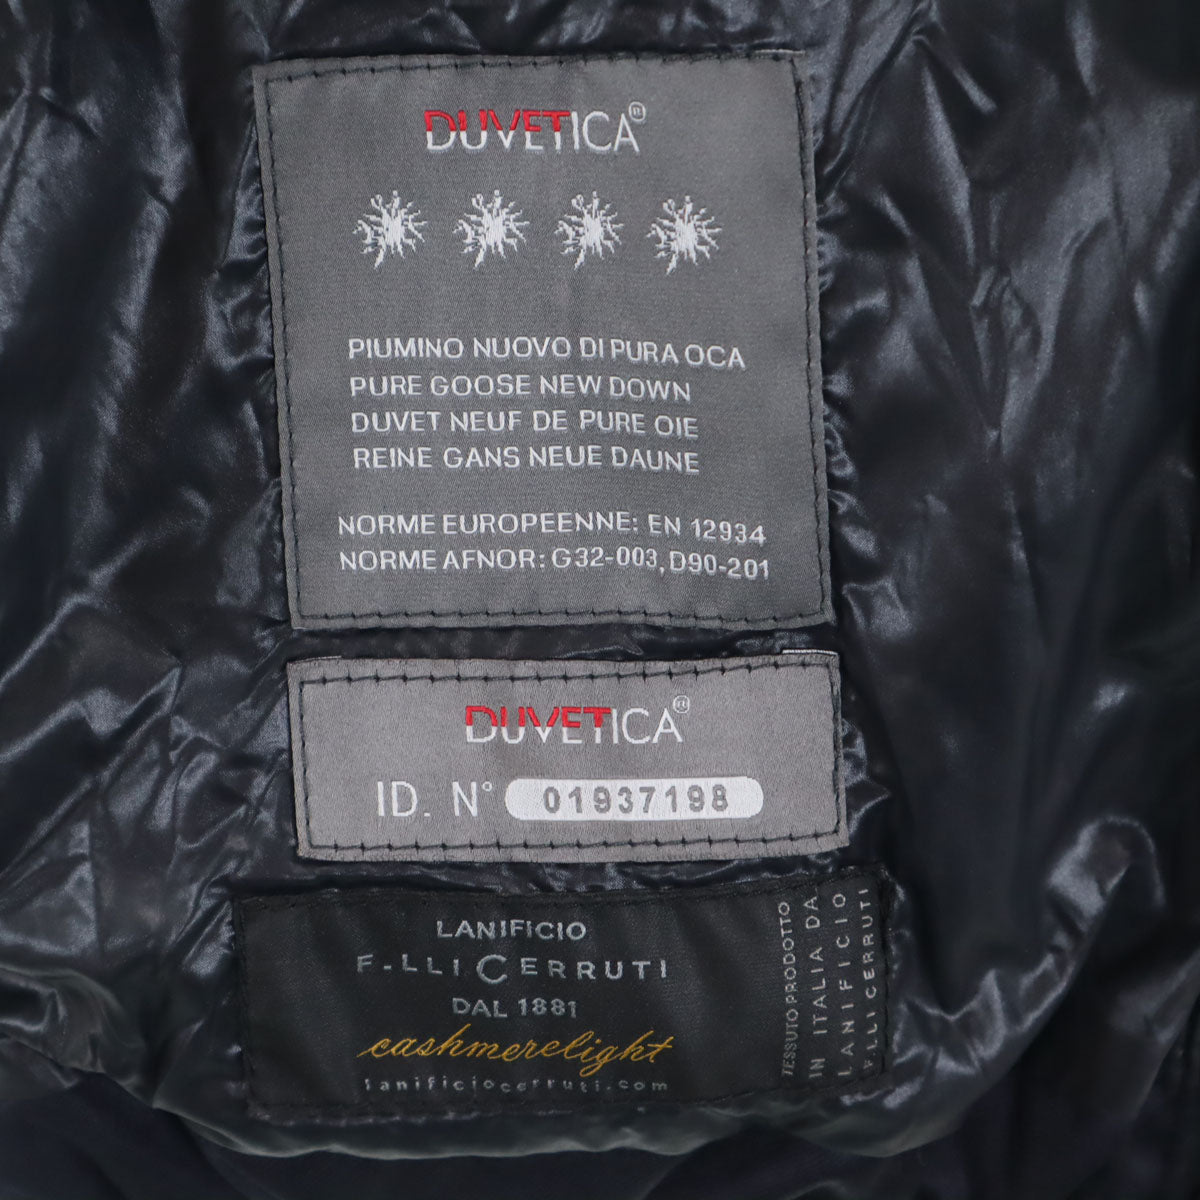 DUVETICA®
PIUMINO NUOVO DI PURA OCA
PURE GOOSE NEW DOWN
DUVET NEUF DE PURE OIE
REINE GANS NEUE DAUNE
NORME EUROPEENNE: EN 12934
NORME AFNOR: G32-003, D90-201
DUVETICA®
ID. N° 01937198
LANIFICIO
F.LLI CERRUTI
DAL 1881
cashmerelight
lanificiocerruti.com
TESSUTO PRODOTTO
IN ITALIA DA
LANIFICIO
F.LLI CERRUTI